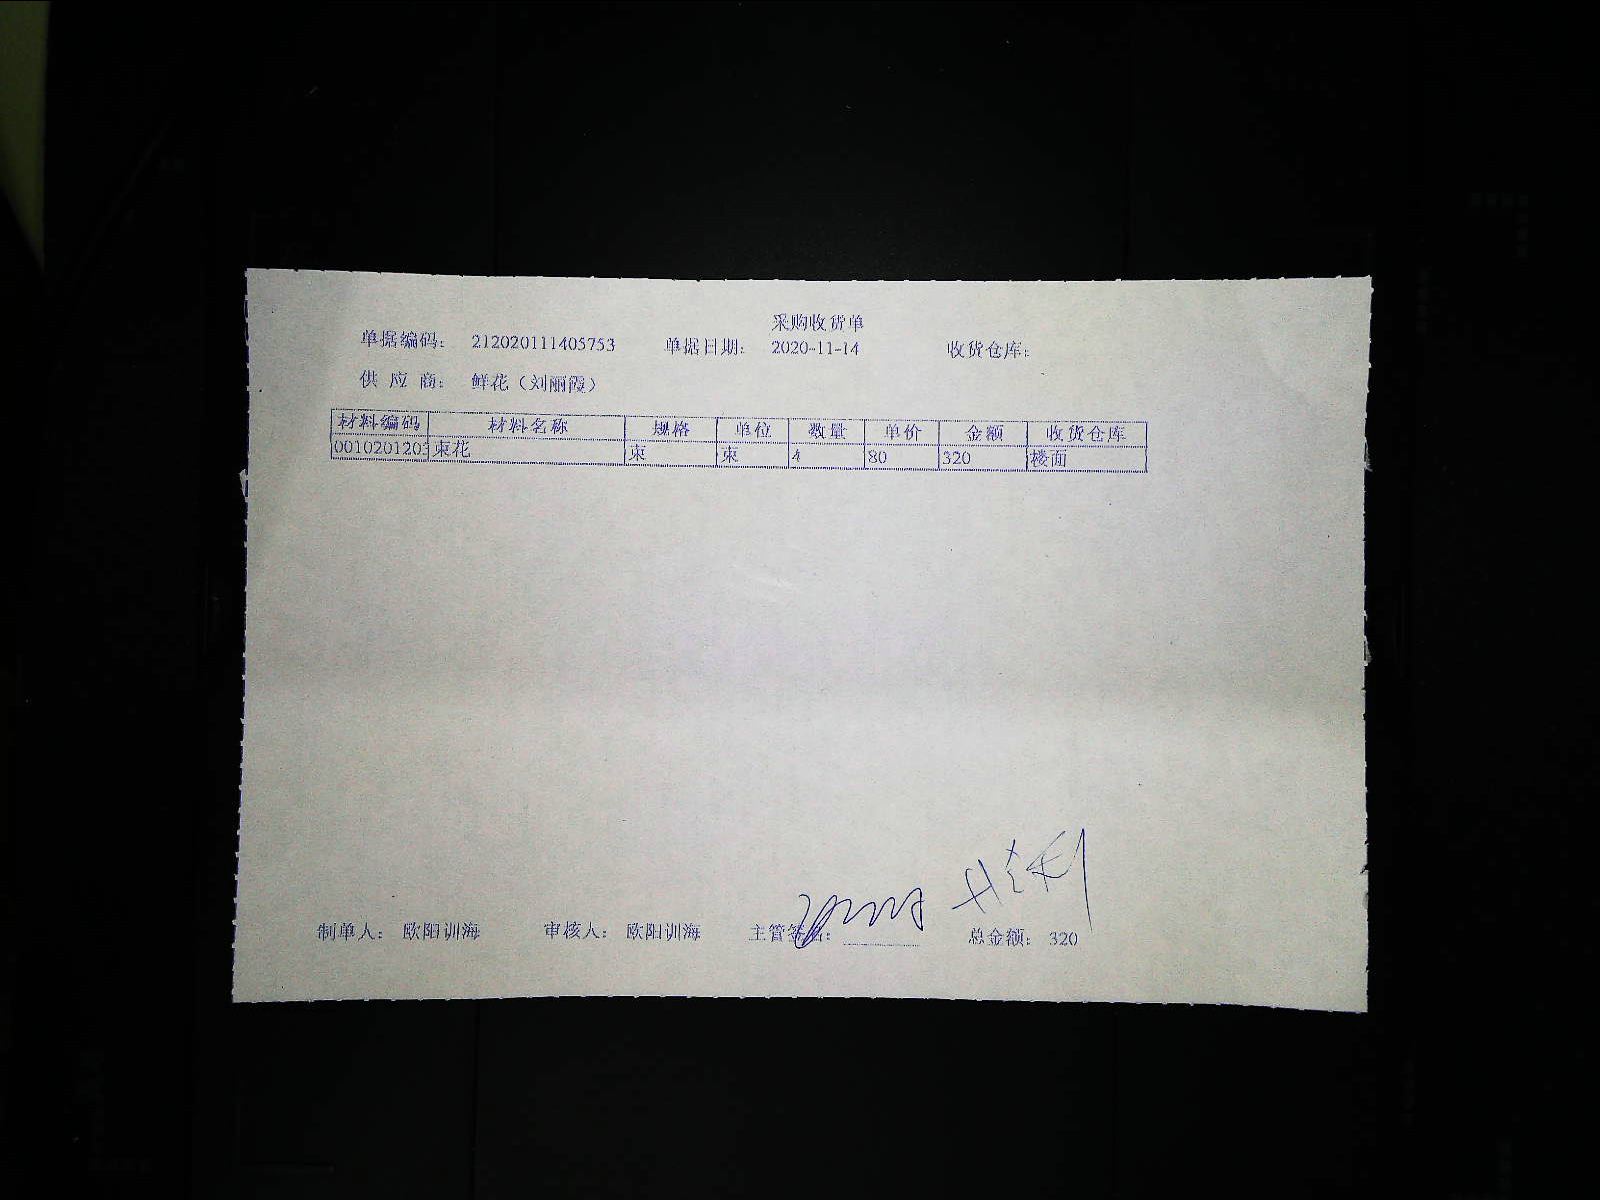 采购收货单
单据编码： 212020111405753 单据日期： 2020-11-14 收货仓库：
供 应 商： 鲜花（刘丽霞）
材料编码 材料名称 规格 单位 数量 单价 金额 收货仓库
0010201203 束花 束 束 4 80 320 楼面
制单人： 欧阳训海 审核人： 欧阳训海 主管签名： 总金额： 320